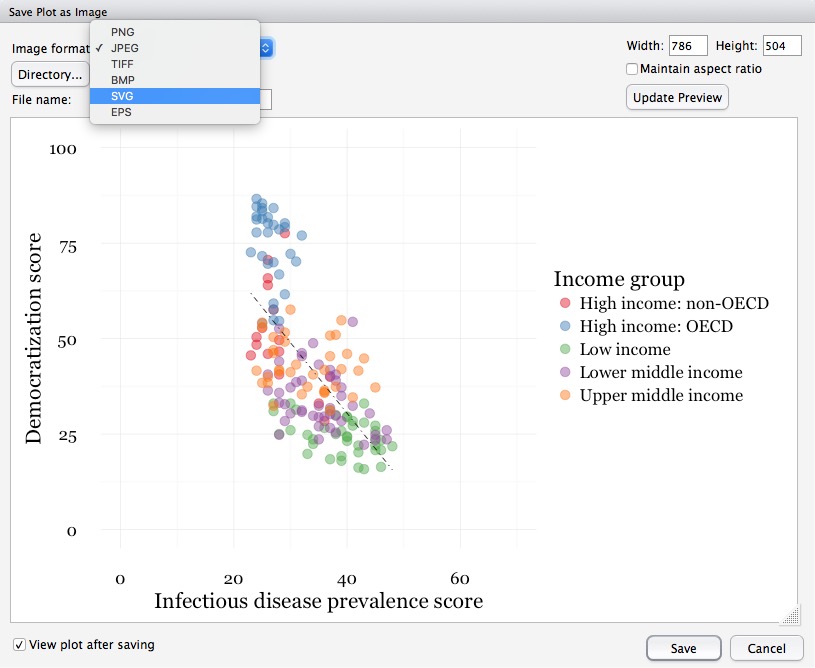 Save Plot as Image
PNG
Image format
✓ JPEG
TIFF
Directory...
BMP
SVG
File name:
EPS
Width: 786 Height: 504
Maintain aspect ratio
Update Preview
100
75
50
25
0
Democratization score
0 20 40 60
Infectious disease prevalence score
Income group
High income: non-OECD
High income: OECD
Low income
Lower middle income
Upper middle income
View plot after saving
Save Cancel